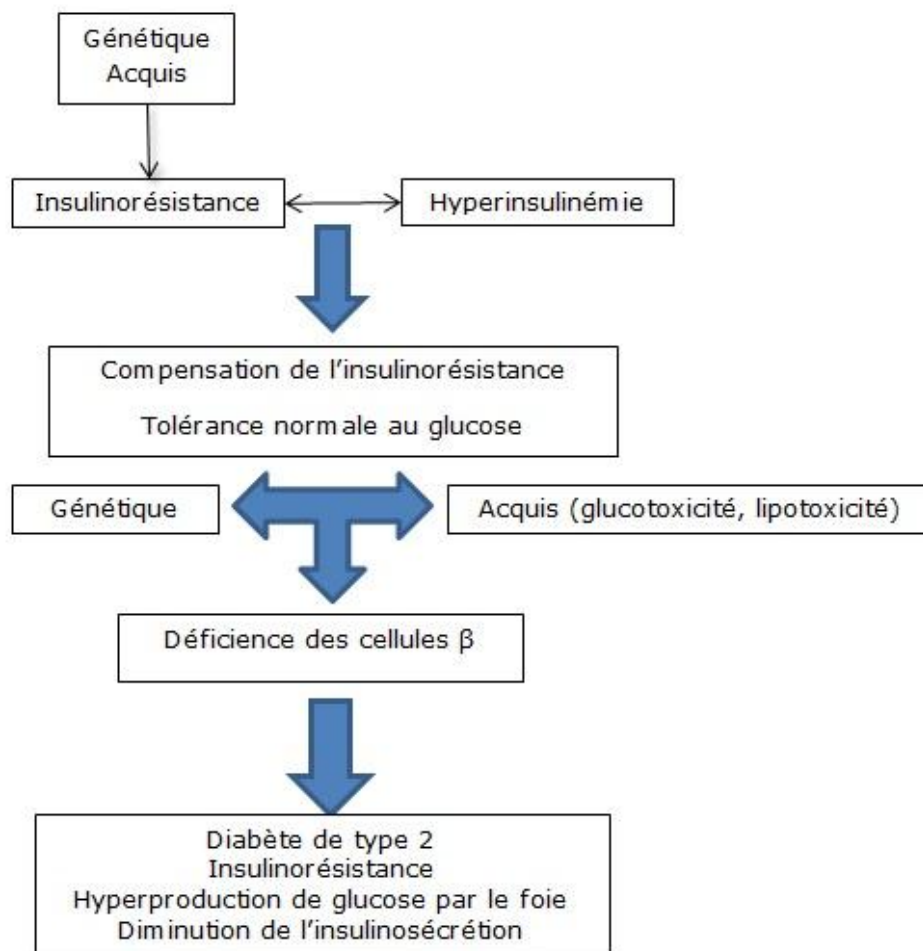 Génétique
Acquis
Insulinorésistance
Hyperinsulinémie
Compensation de l'insulinorésistance
Tolérance normale au glucose
Génétique
Acquis (glucotoxicité, lipotoxicité)
Déficience des cellules β
Diabète de type 2
Insulinorésistance
Hyperproduction de glucose par le foie
Diminution de l'insulinosécrétion